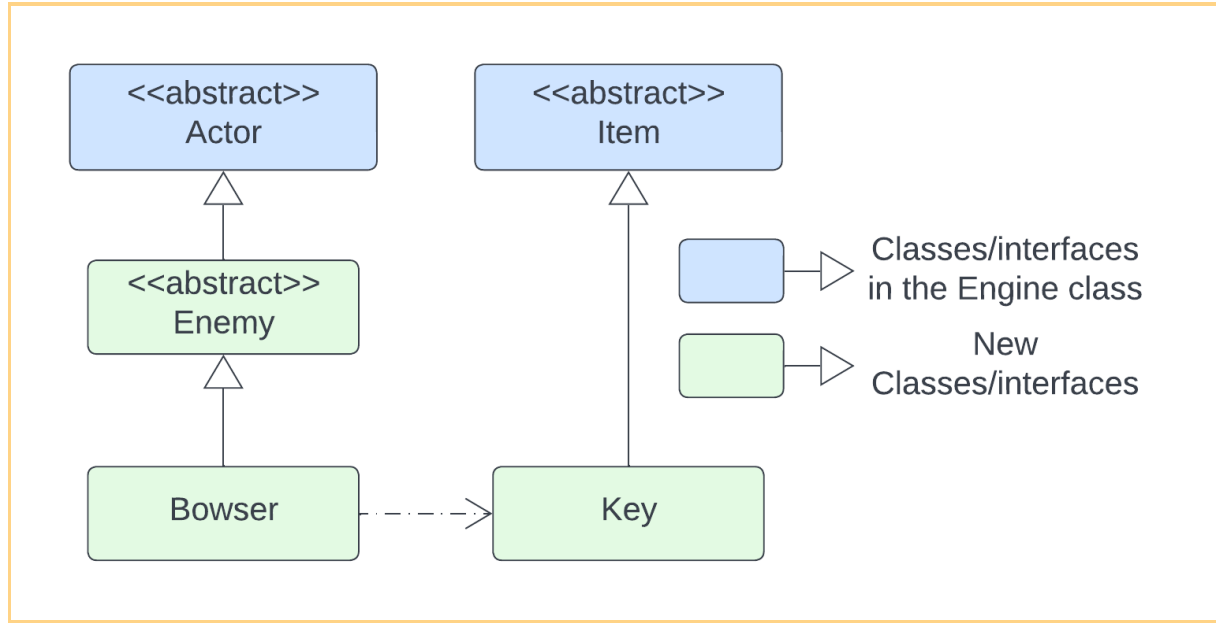 <<abstract>>
Actor
<<abstract>>
Item
<<abstract>>
Enemy
Classes/interfaces
in the Engine class
New
Classes/interfaces
Bowser
Key